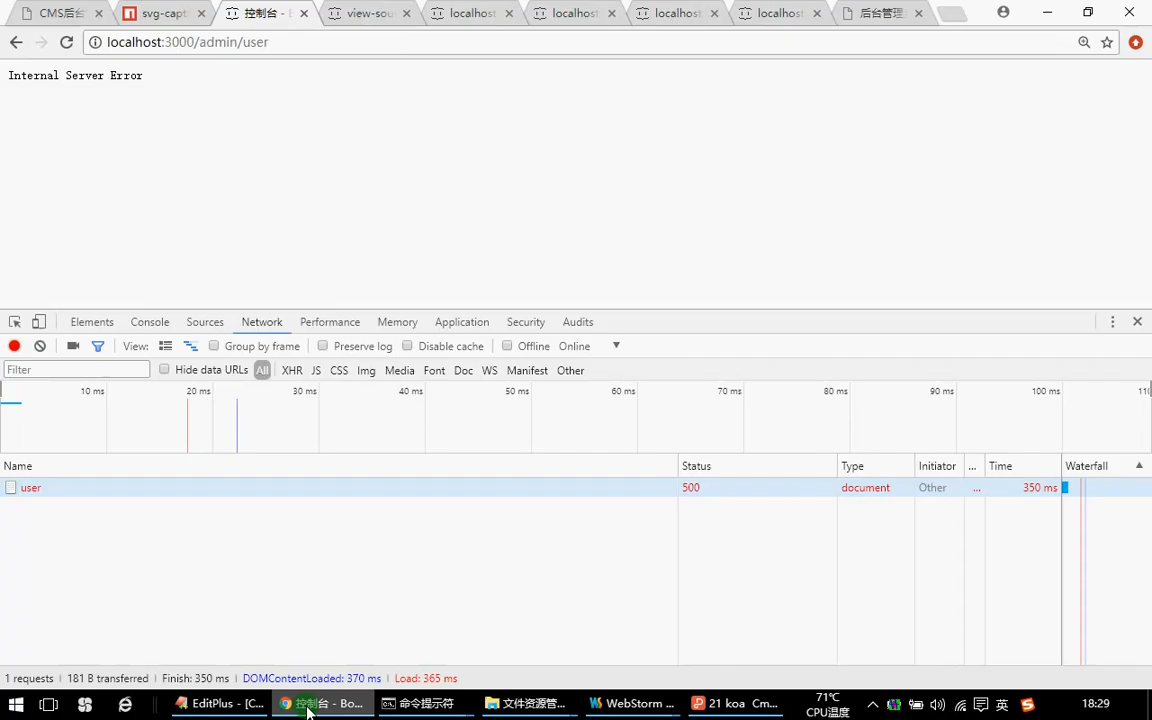 CMS后台
svg-capt
控制台 - E
view-sou
localhost
localhost
localhost
localhost
后台管理
localhost:3000/admin/user
Internal Server Error
Elements
Console
Sources
Network
Performance
Memory
Application
Security
Audits
View:
Group by frame
Preserve log
Disable cache
Offline
Online
Filter
Hide data URLs
All
XHR
JS
CSS
Img
Media
Font
Doc
WS
Manifest
Other
10 ms
20 ms
30 ms
40 ms
50 ms
60 ms
70 ms
80 ms
90 ms
100 ms
110
Name
Status
Type
Initiator
...
Time
Waterfall
user
500
document
Other
...
350 ms
1 requests
181 B transferred
Finish: 350 ms
DOMContentLoaded: 370 ms
Load: 365 ms
EditPlus - [C...
控制台 - Bo...
命令提示符
文件资源管...
WebStorm ...
21 koa Cm...
71℃
CPU温度
英
18:29